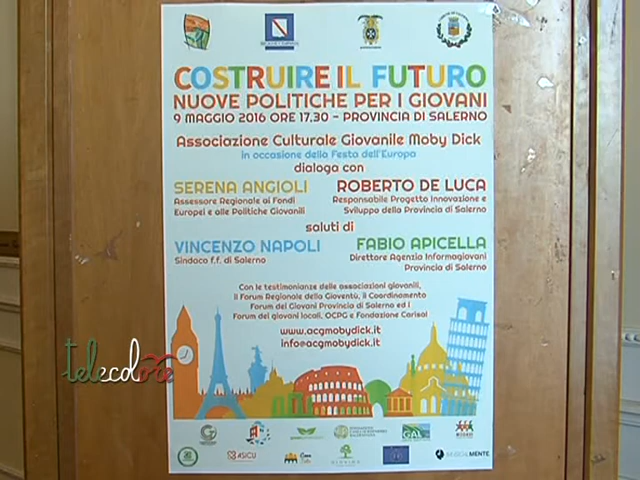 COSTRUIRE IL FUTURO
NUOVE POLITICHE PER I GIOVANI
9 MAGGIO 2016 ORE 17.30 - PROVINCIA DI SALERNO
Associazione Culturale Giovanile Moby Dick
in occasione della Festa dell'Europa
dialoga con
SERENA ANGIOLI
Assessore Regionale ai Fondi
Europei e alle Politiche Giovanili
ROBERTO DE LUCA
Responsabile Progetto Innovazione e
Sviluppo della Provincia di Salerno
saluti di
VINCENZO NAPOLI
Sindaco f.f. di Salerno
FABIO APICELLA
Direttore Agenzia Informagiovani
Provincia di Salerno
Con le testimonianze delle associazioni giovanili,
il Forum Regionale della Gioventù, il Coordinamento
Forum dei Giovani Provincia di Salerno ed i
Forum dei giovani locali, OCPG e Fondazione Carisal
www.acgmobydick.it
info@acgmobydick.it
telecolore
GAL
ASICU
MUSICALMENTE